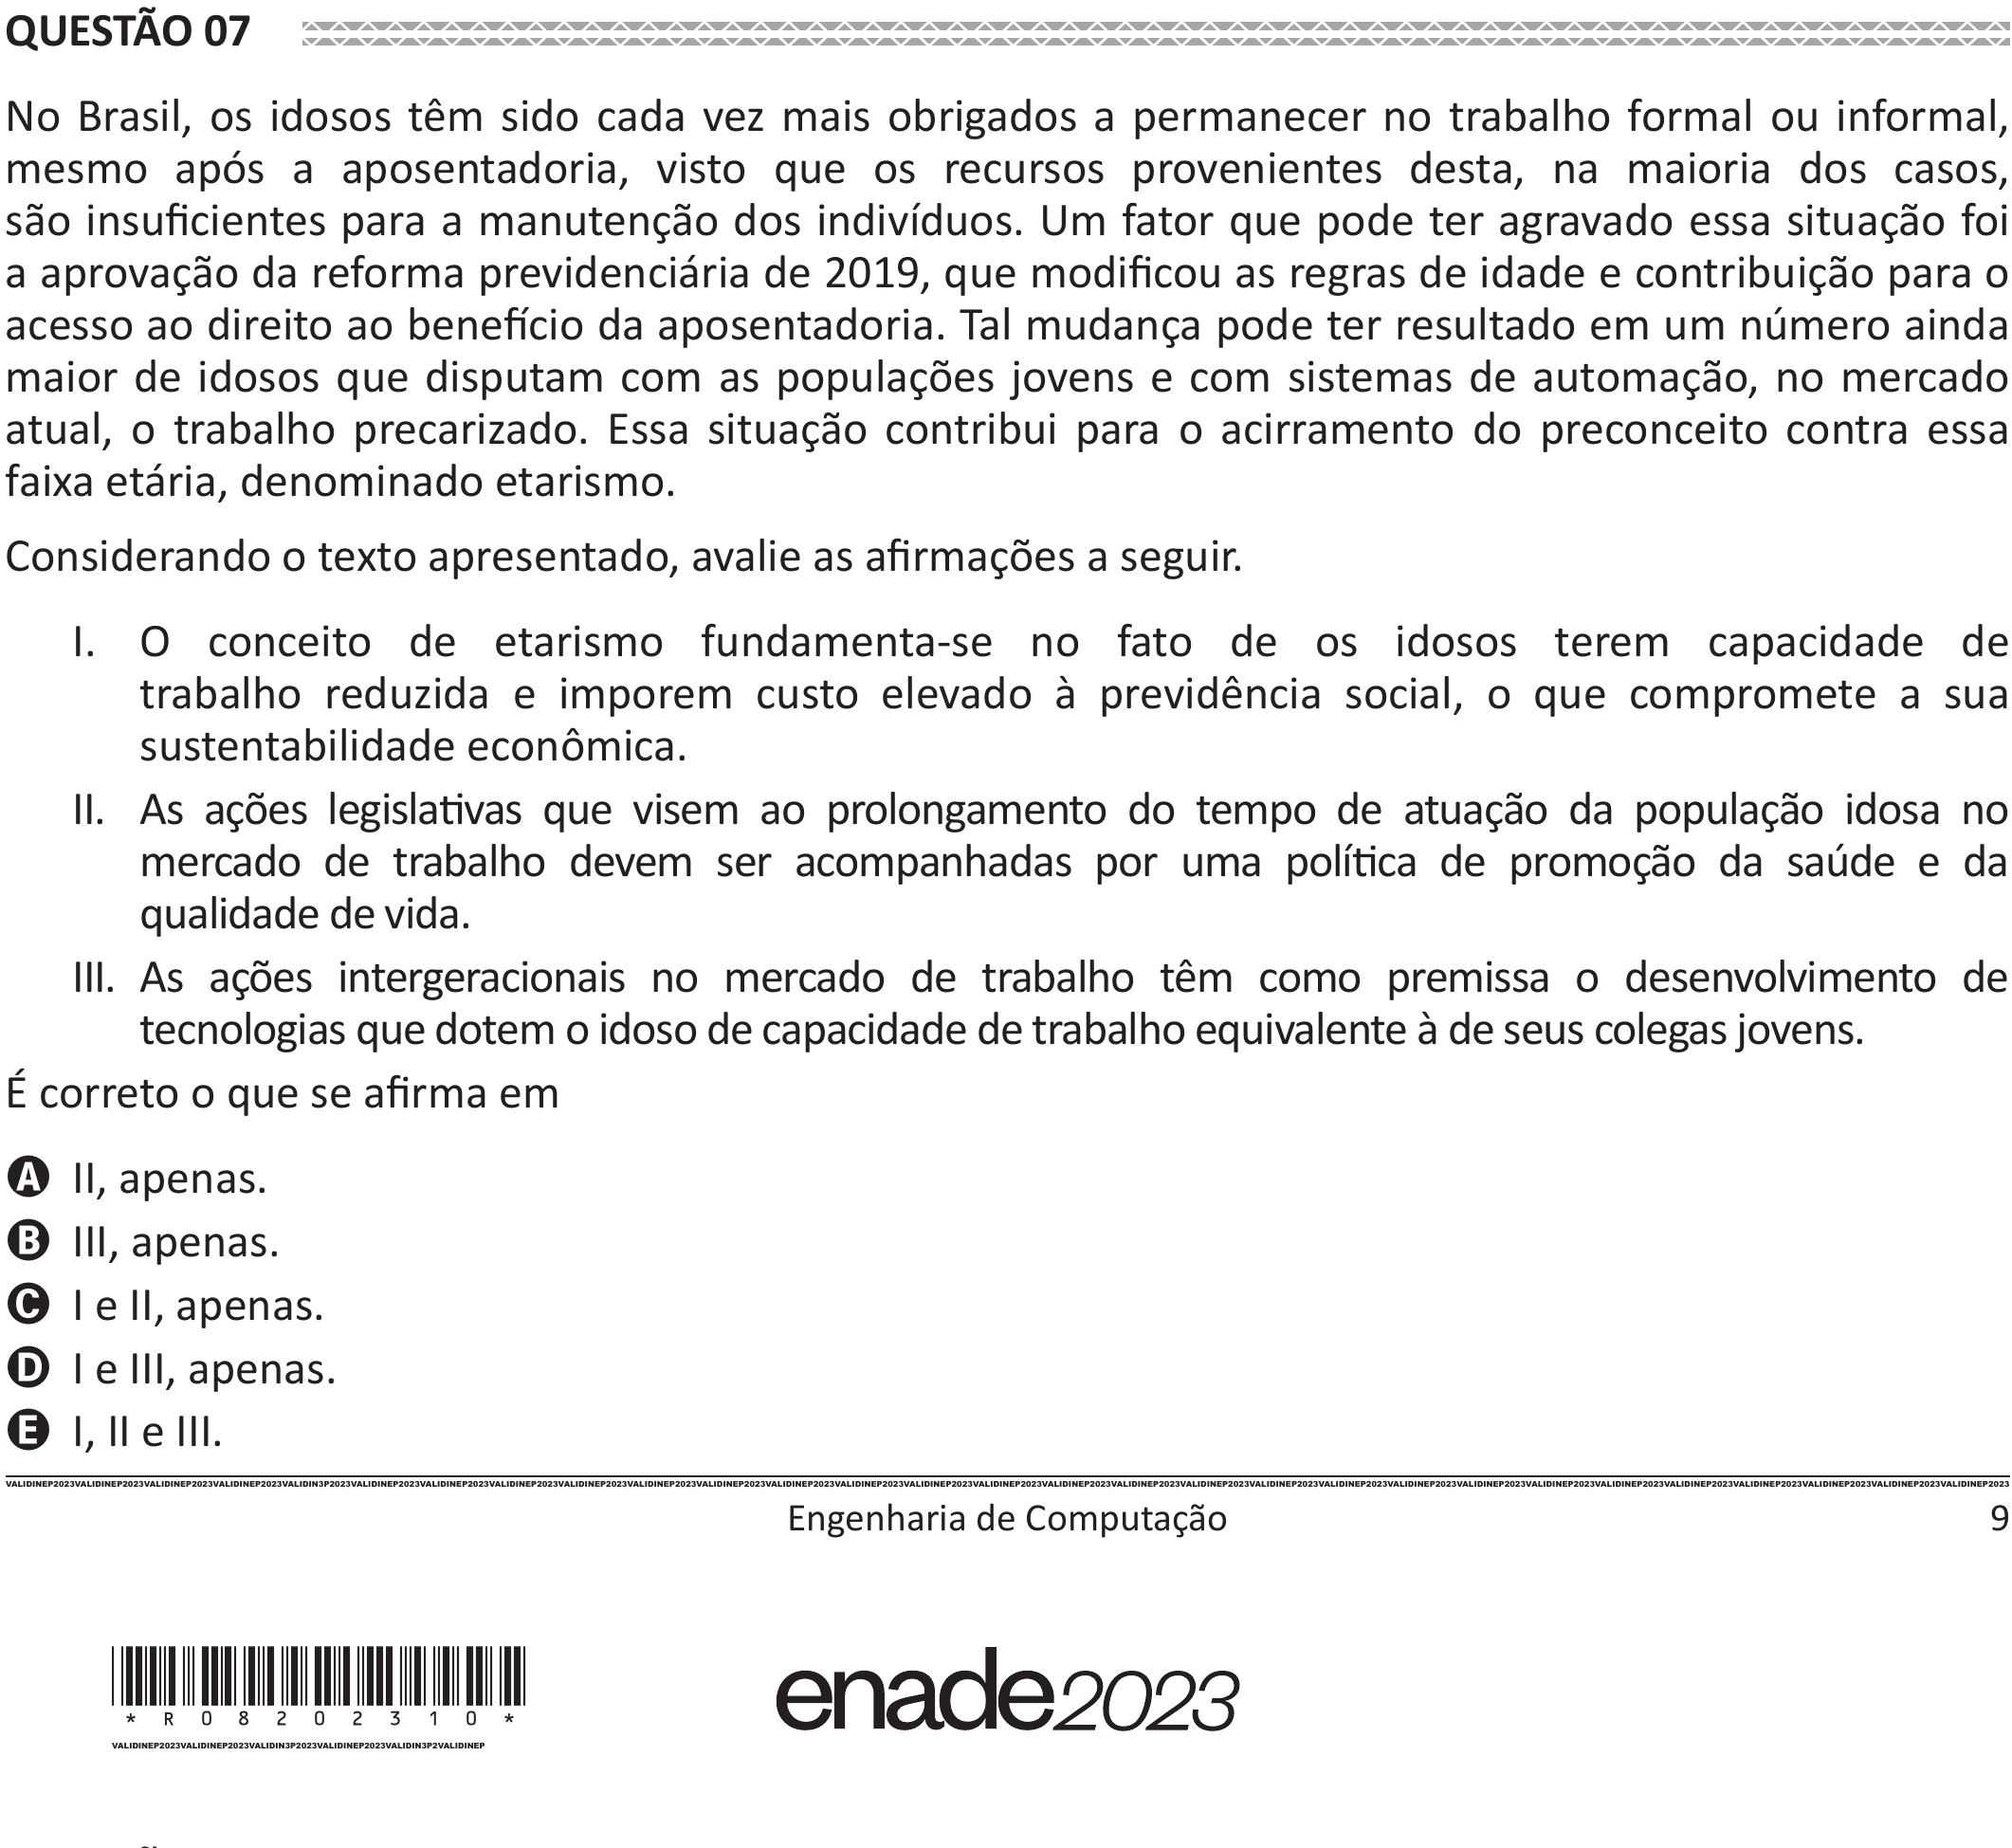 QUESTÃO 07
No Brasil, os idosos têm sido cada vez mais obrigados a permanecer no trabalho formal ou informal,
mesmo após a aposentadoria, visto que os recursos provenientes desta, na maioria dos casos,
são insuficientes para a manutenção dos indivíduos. Um fator que pode ter agravado essa situação foi
a aprovação da reforma previdenciária de 2019, que modificou as regras de idade e contribuição para o
acesso ao direito ao benefício da aposentadoria. Tal mudança pode ter resultado em um número ainda
maior de idosos que disputam com as populações jovens e com sistemas de automação, no mercado
atual, o trabalho precarizado. Essa situação contribui para o acirramento do preconceito contra essa
faixa etária, denominado etarismo.
Considerando o texto apresentado, avalie as afirmações a seguir.
I. O conceito de etarismo fundamenta-se no fato de os idosos terem capacidade de
trabalho reduzida e imporem custo elevado à previdência social, o que compromete a sua
sustentabilidade econômica.
II. As ações legislativas que visem ao prolongamento do tempo de atuação da população idosa no
mercado de trabalho devem ser acompanhadas por uma política de promoção da saúde e da
qualidade de vida.
III. As ações intergeracionais no mercado de trabalho têm como premissa o desenvolvimento de
tecnologias que dotem o idoso de capacidade de trabalho equivalente à de seus colegas jovens.
É correto o que se afirma em
A II, apenas.
B III, apenas.
C I e II, apenas.
D I e III, apenas.
E I, II e III.
VALIDINEP2023VALIDINEP2023VALIDINEP2023VALIDINEP2023VALIDIN3P2023VALIDINEP2023VALIDINEP2023VALIDINEP2023VALIDINEP2023VALIDINEP2023VALIDINEP2023VALIDINEP2023VALIDINEP2023VALIDINEP2023VALIDINEP2023VALIDINEP2023VALIDINEP2023VALIDINEP2023VALIDINEP2023VALIDINEP2023VALIDINEP2023VALIDINEP2023VALIDINEP2023VALIDINEP2023VALIDINEP2023VALIDINEP2023VALIDINEP2023VALIDINEP2023VALIDINEP2023
Engenharia de Computação 9
*R08202310*
enade2023
VALIDINEP2023VALIDINEP2023VALIDIN3P2023VALIDINEP2023VALIDIN3P2VALIDINEP